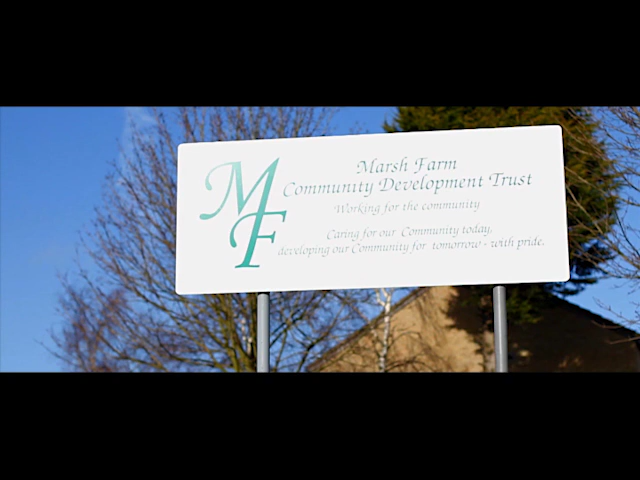 MF
Marsh Farm
Community Development Trust
Working for the community
Caring for our Community today,
developing our Community for tomorrow - with pride.